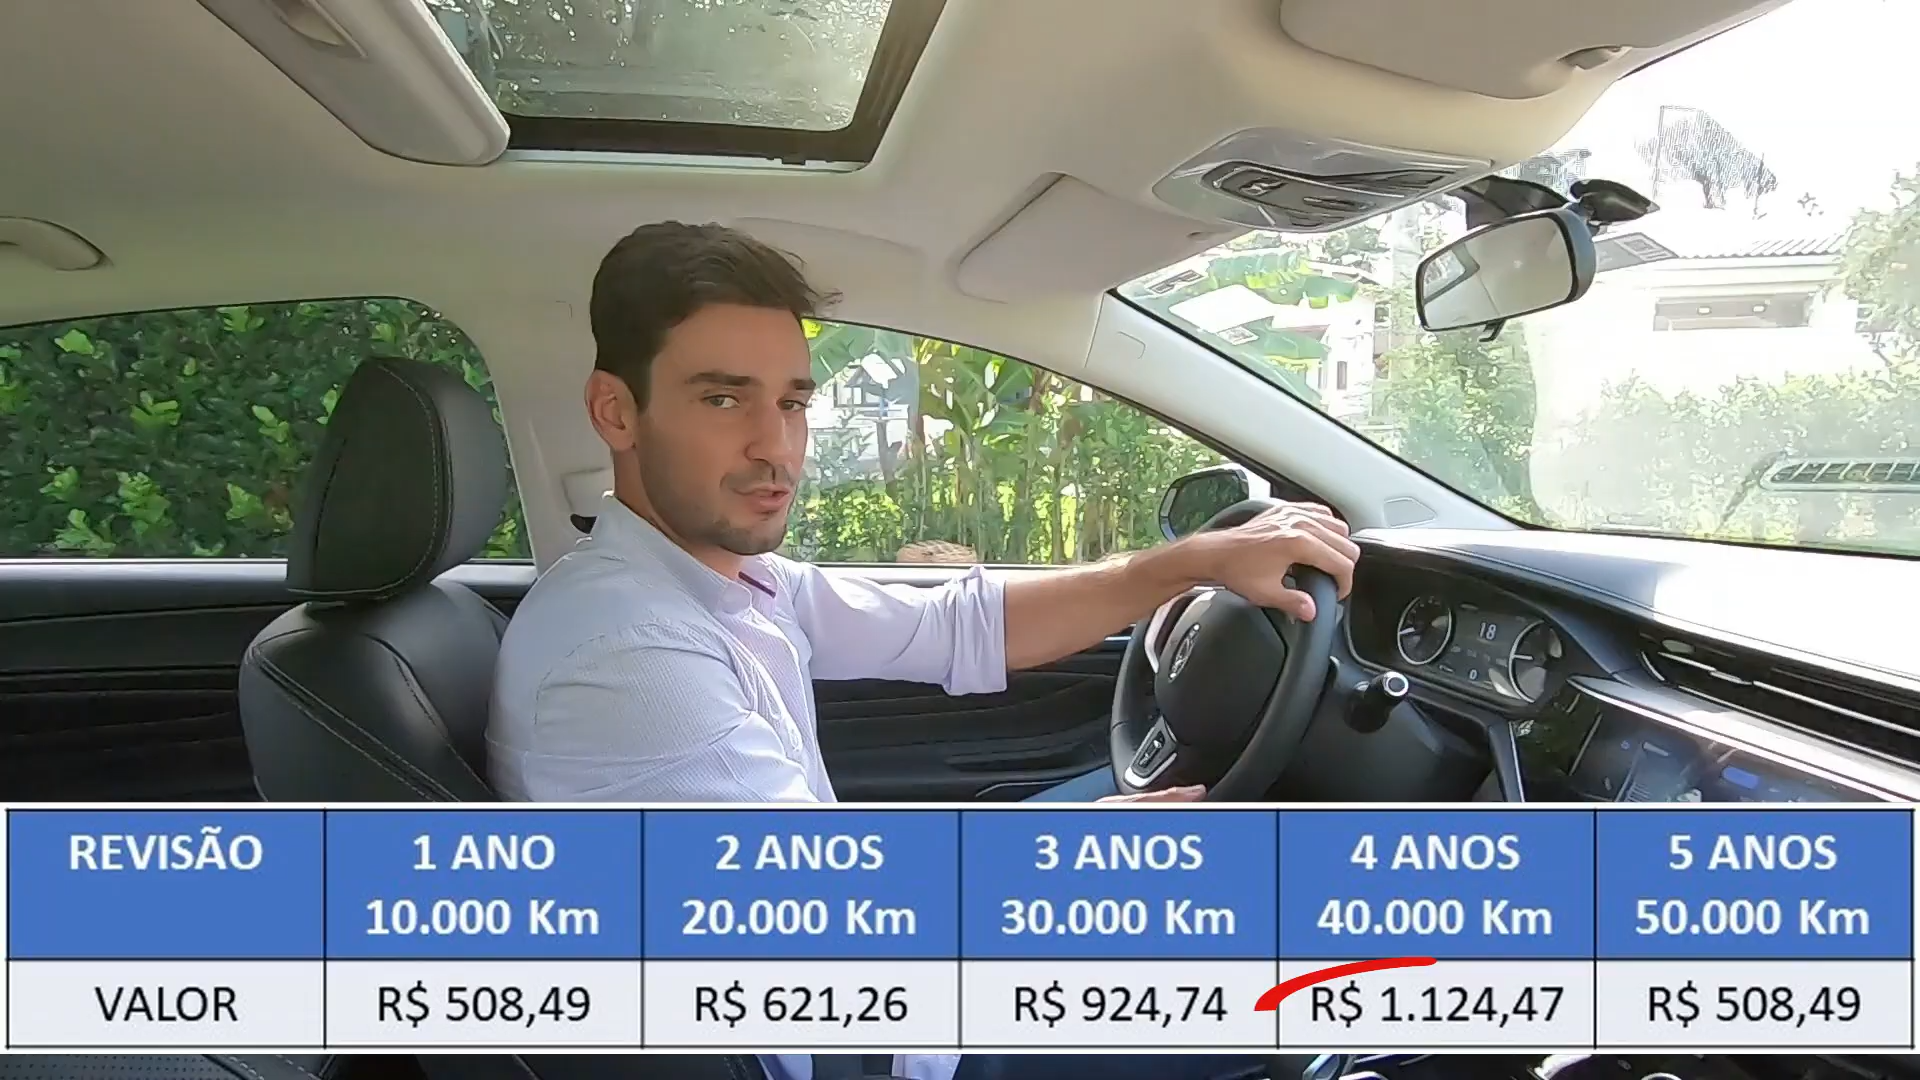 18
REVISÃO
1 ANO
10.000 Km
2 ANOS
20.000 Km
3 ANOS
30.000 Km
4 ANOS
40.000 Km
5 ANOS
50.000 Km
VALOR
R$ 508,49
R$ 621,26
R$ 924,74
R$ 1.124,47
R$ 508,49